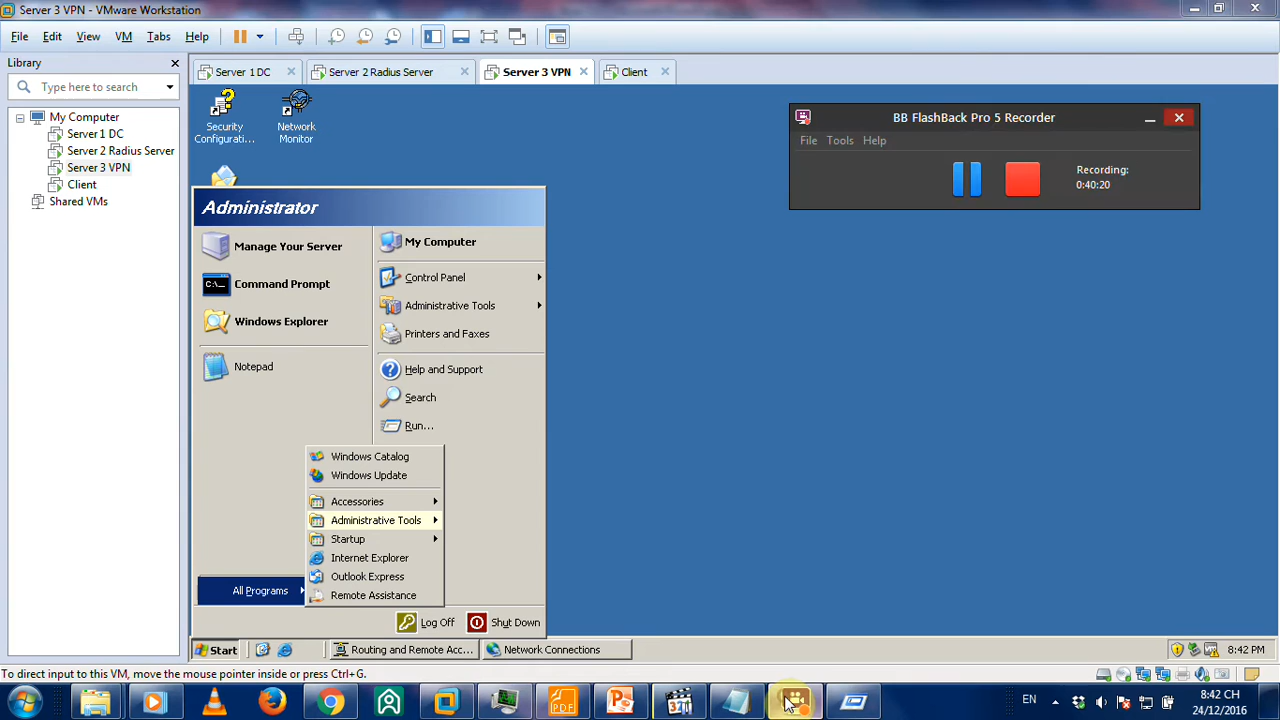 Server 3 VPN - VMware Workstation
File Edit View VM Tabs Help
Library
Type here to search
My Computer
Server 1 DC
Server 2 Radius Server
Server 3 VPN
Client
Shared VMs
Server 1 DC
Server 2 Radius Server
Server 3 VPN
Client
Security
Configurati...
Network
Monitor
BB FlashBack Pro 5 Recorder
File Tools Help
Recording:
0:40:20
Administrator
Manage Your Server
Command Prompt
C:\_
Windows Explorer
Notepad
My Computer
Control Panel
Administrative Tools
Printers and Faxes
Help and Support
Search
Run...
Windows Catalog
Windows Update
Accessories
Administrative Tools
Startup
Internet Explorer
Outlook Express
Remote Assistance
All Programs
Log Off
Shut Down
Start
Routing and Remote Acc...
Network Connections
8:42 PM
To direct input to this VM, move the mouse pointer inside or press Ctrl+G.
PDF
EN
8:42 CH
24/12/2016